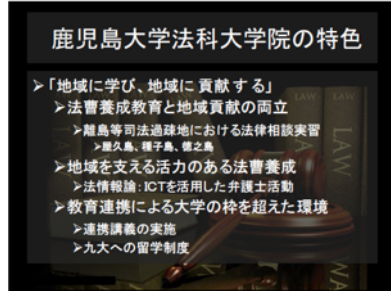 鹿児島大学法科大学院の特色
➢「地域に学び、地域に貢献する」
➢法曹養成教育と地域貢献の両立
➢離島等司法過疎地における法律相談実習
➢屋久島、種子島、徳之島
➢地域を支える活力のある法曹養成
➢法情報論:ICTを活用した弁護士活動
➢教育連携による大学の枠を超えた環境
➢連携講義の実施
➢九大への留学制度
LAW
LAW